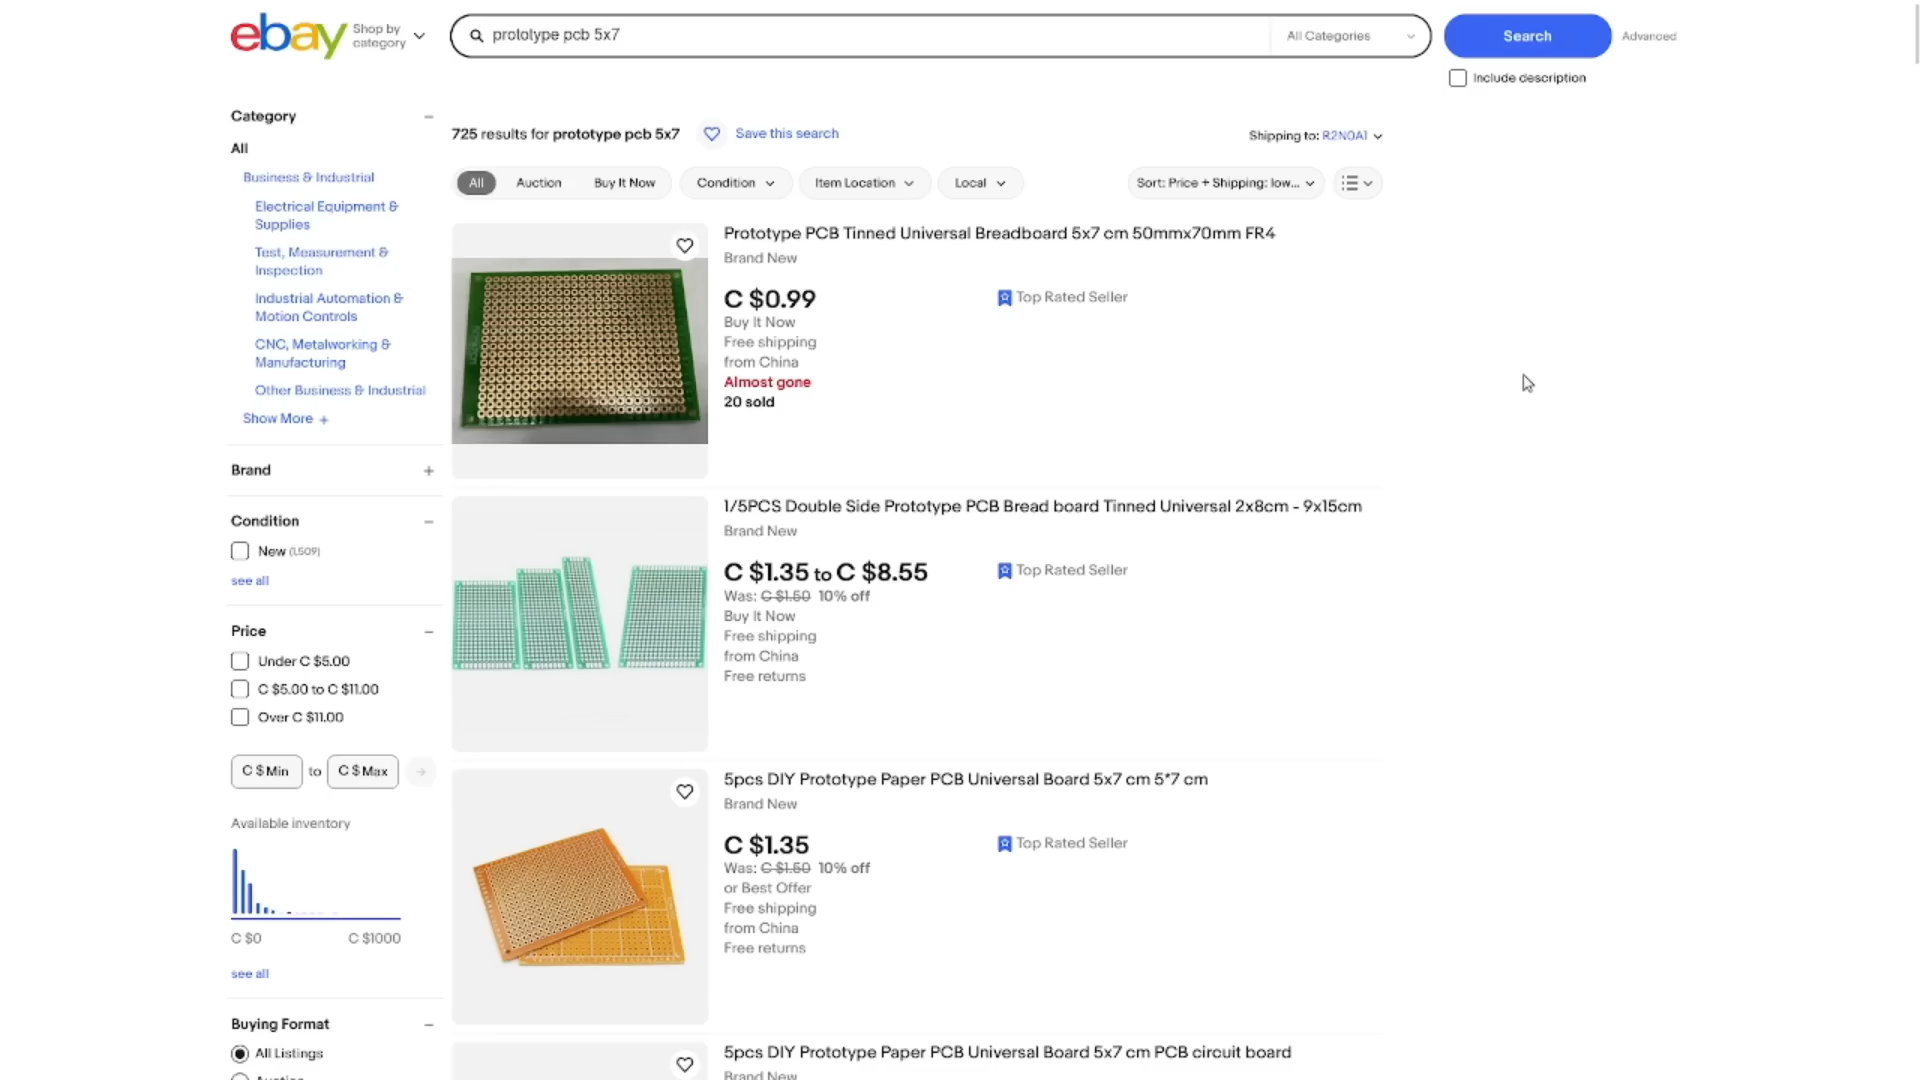 ebay
Shop by
category
prototype pcb 5x7
All Categories
Search
Advanced
Include description
Category
All
Business & Industrial
Electrical Equipment &
Supplies
Test, Measurement &
Inspection
Industrial Automation &
Motion Controls
CNC, Metalworking &
Manufacturing
Other Business & Industrial
Show More +
Brand
Condition
New (1,509)
see all
Price
Under C $5.00
C $5.00 to C $11.00
Over C $11.00
C $ Min to C $ Max
Available inventory
C $0 C $1000
see all
Buying Format
All Listings
Auction
725 results for prototype pcb 5x7
Save this search
Shipping to: R2N0A1
All Auction Buy It Now Condition Item Location Local Sort: Price + Shipping: low...
Prototype PCB Tinned Universal Breadboard 5x7 cm 50mmx70mm FR4
Brand New
C $0.99
Top Rated Seller
Buy It Now
Free shipping
from China
Almost gone
20 sold
1/5PCS Double Side Prototype PCB Bread board Tinned Universal 2x8cm - 9x15cm
Brand New
C $1.35 to C $8.55
Top Rated Seller
Was: C $1.50 10% off
Buy It Now
Free shipping
from China
Free returns
5pcs DIY Prototype Paper PCB Universal Board 5x7 cm 5*7 cm
Brand New
C $1.35
Top Rated Seller
Was: C $1.50 10% off
or Best Offer
Free shipping
from China
Free returns
5pcs DIY Prototype Paper PCB Universal Board 5x7 cm PCB circuit board
Brand New